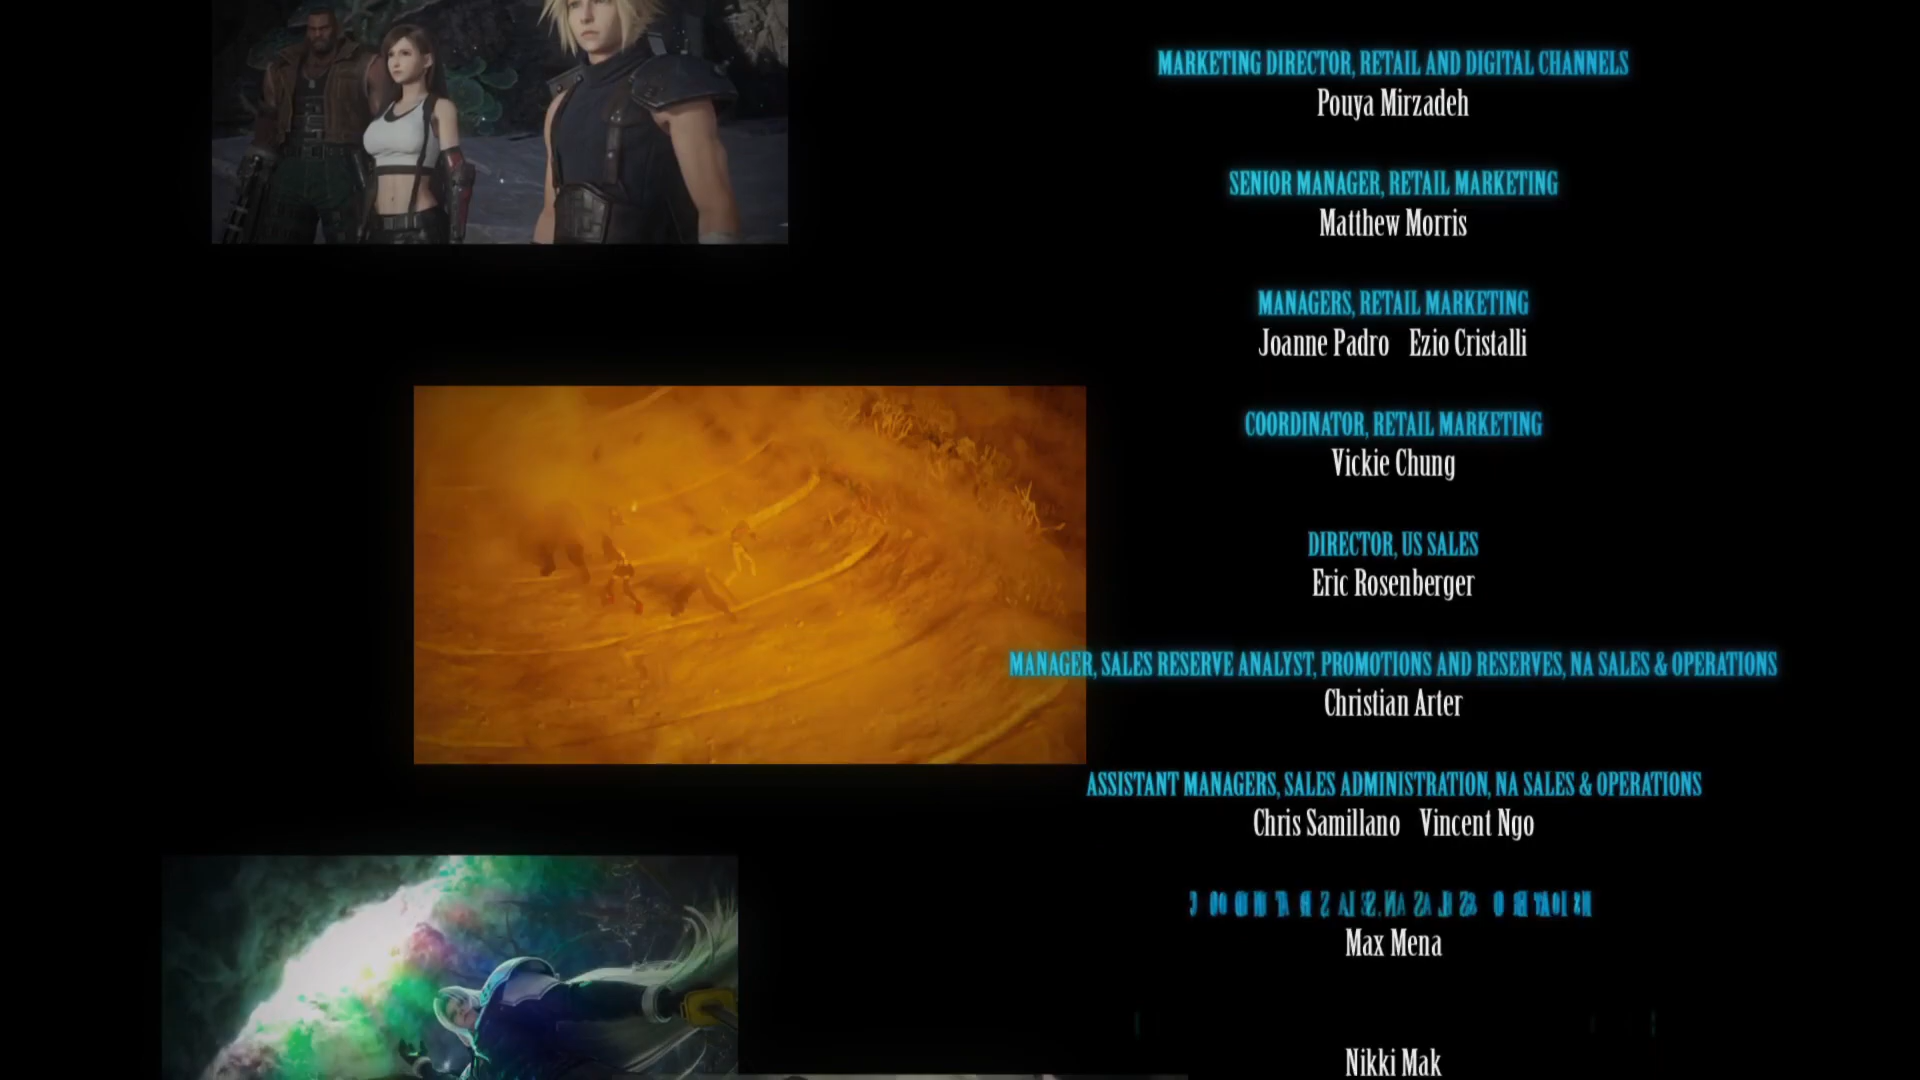 MARKETING DIRECTOR, RETAIL AND DIGITAL CHANNELS
Pouya Mirzadeh
SENIOR MANAGER, RETAIL MARKETING
Matthew Morris
MANAGERS, RETAIL MARKETING
Joanne Padro Ezio Cristalli
COORDINATOR, RETAIL MARKETING
Vickie Chung
DIRECTOR, US SALES
Eric Rosenberger
MANAGER, SALES RESERVE ANALYST, PROMOTIONS AND RESERVES, NA SALES & OPERATIONS
Christian Arter
ASSISTANT MANAGERS, SALES ADMINISTRATION, NA SALES & OPERATIONS
Chris Samillano Vincent Ngo
Max Mena
Nikki Mak